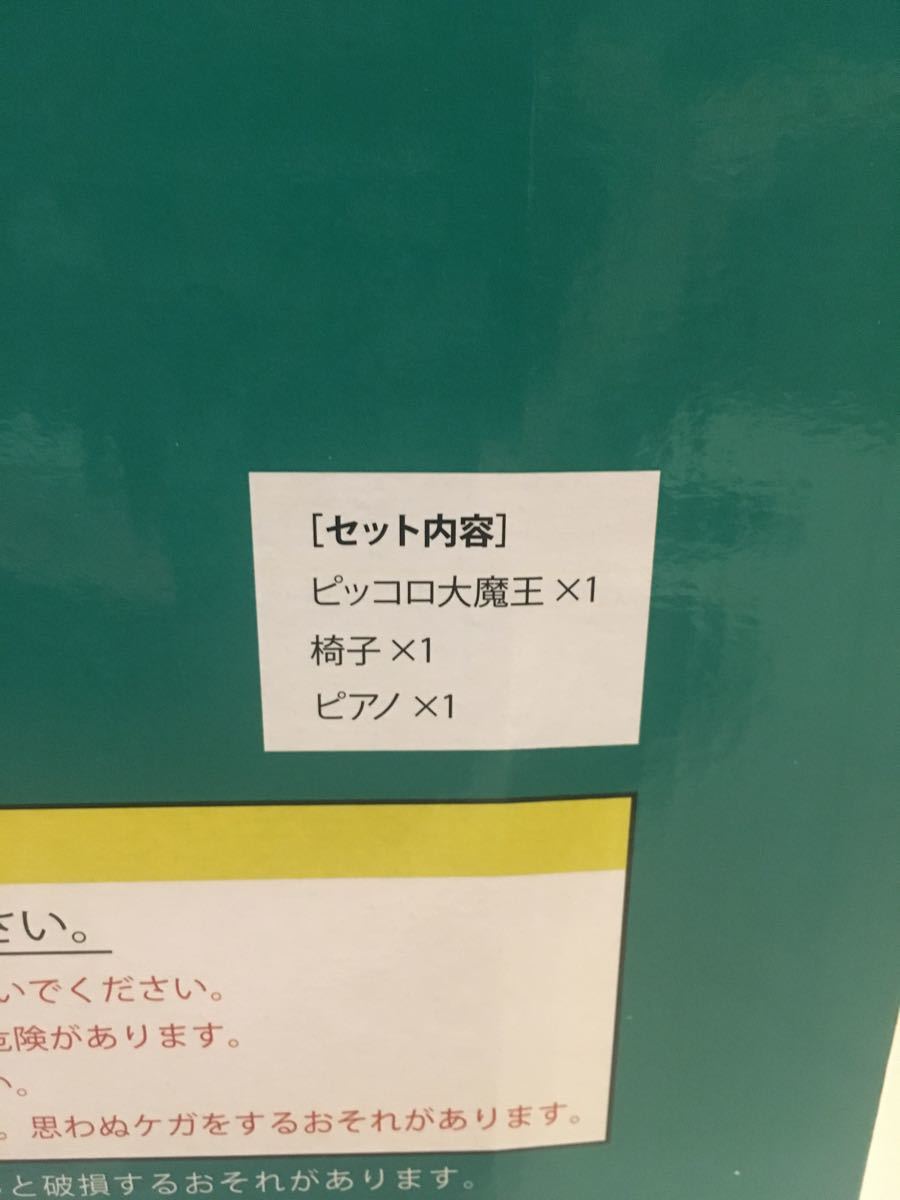 [セット内容]
ピッコロ大魔王 ×1
椅子 ×1
ピアノ ×1
さい。
いでください。
危険があります。
い。
。思わぬケガをするおそれがあります。
ると破損するおそれがあります。